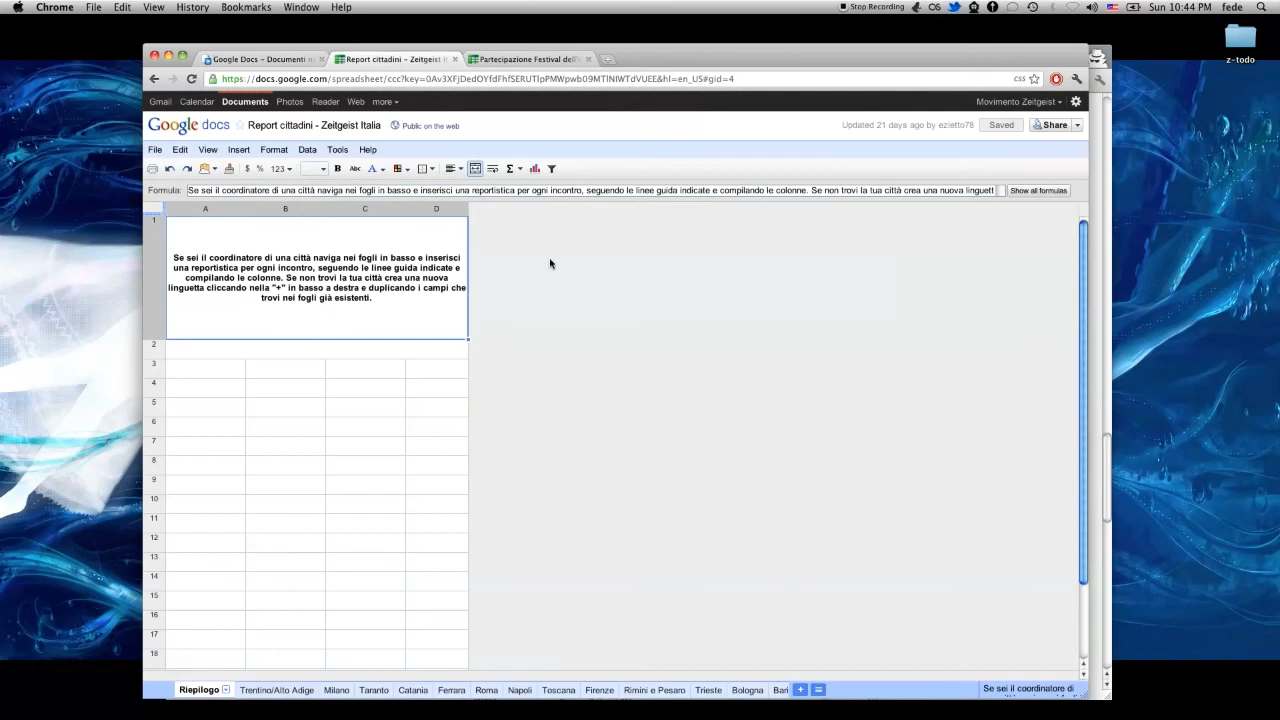 Chrome File Edit View History Bookmarks Window Help Stop Recording Sun 10:44 PM fede
z-todo
Google Docs – Documenti n Report cittadini – Zeitgeist I Partecipazione Festival dell'
https://docs.google.com/spreadsheet/ccc?key=0Av3XFjDedOYfdFhfSERUTlpPMWpwb09MTlNIWTdVUEE&hl=en_US#gid=4 css
Gmail Calendar Documents Photos Reader Web more Movimento Zeitgeist
Google docs Report cittadini - Zeitgeist Italia Public on the web Updated 21 days ago by ezietto78 Saved Share
File Edit View Insert Format Data Tools Help
$ % 123 B Abc A Σ
Formula: Se sei il coordinatore di una città naviga nei fogli in basso e inserisci una reportistica per ogni incontro, seguendo le linee guida indicate e compilando le colonne. Se non trovi la tua città crea una nuova linguett Show all formulas
A B C D
1
Se sei il coordinatore di una città naviga nei fogli in basso e inserisci
una reportistica per ogni incontro, seguendo le linee guida indicate e
compilando le colonne. Se non trovi la tua città crea una nuova
linguetta cliccando nella "+" in basso a destra e duplicando i campi che
trovi nei fogli già esistenti.
2
3
4
5
6
7
8
9
10
11
12
13
14
15
16
17
18
Riepilogo Trentino/Alto Adige Milano Taranto Catania Ferrara Roma Napoli Toscana Firenze Rimini e Pesaro Trieste Bologna Bari + Se sei il coordinatore di